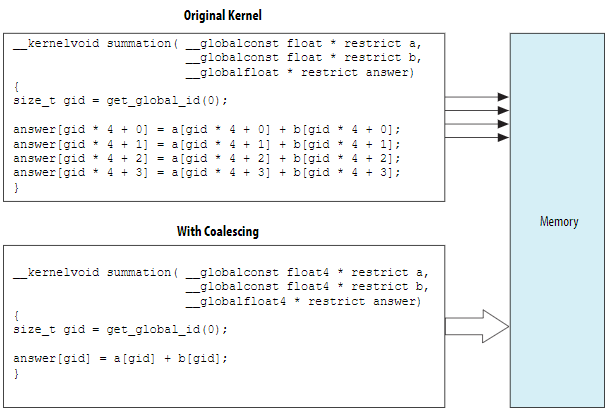 Original Kernel
__kernelvoid summation( __globalconst float * restrict a,
__globalconst float * restrict b,
__globalfloat * restrict answer)
{
size_t gid = get_global_id(0);
answer[gid * 4 + 0] = a[gid * 4 + 0] + b[gid * 4 + 0];
answer[gid * 4 + 1] = a[gid * 4 + 1] + b[gid * 4 + 1];
answer[gid * 4 + 2] = a[gid * 4 + 2] + b[gid * 4 + 2];
answer[gid * 4 + 3] = a[gid * 4 + 3] + b[gid * 4 + 3];
}
Memory
With Coalescing
__kernelvoid summation( __globalconst float4 * restrict a,
__globalconst float4 * restrict b,
__globalfloat4 * restrict answer)
{
size_t gid = get_global_id(0);
answer[gid] = a[gid] + b[gid];
}